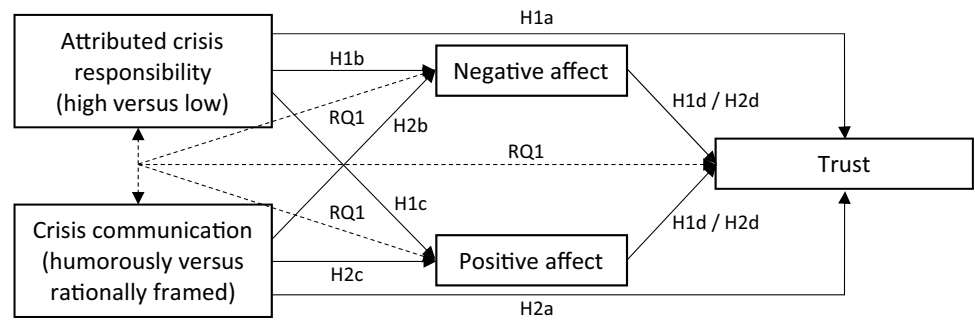 H1a
Attributed crisis
responsibility
(high versus low)
H1b
Negative affect
RQ1
H2b
H1d / H2d
RQ1
Trust
Crisis communication
(humorously versus
rationally framed)
RQ1
H1c
H1d / H2d
H2c
Positive affect
H2a